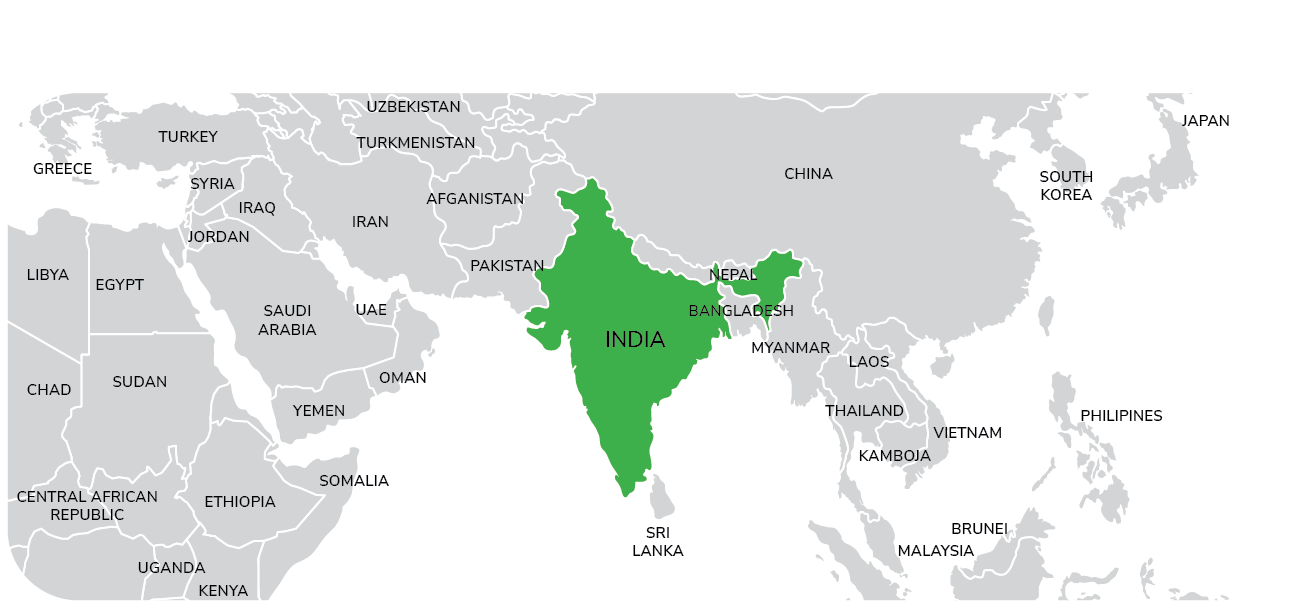 UZBEKISTAN
JAPAN
TURKEY
TURKMENISTAN
GREECE
CHINA
SOUTH
KOREA
SYRIA
AFGANISTAN
IRAQ
IRAN
JORDAN
PAKISTAN
LIBYA
EGYPT
NEPAL
SAUDI
ARABIA
UAE
BANGLADESH
INDIA
MYANMAR
LAOS
CHAD
SUDAN
OMAN
YEMEN
THAILAND
PHILIPINES
VIETNAM
KAMBOJA
SOMALIA
CENTRAL AFRICAN
REPUBLIC
ETHIOPIA
SRI
LANKA
BRUNEI
MALAYSIA
UGANDA
KENYA